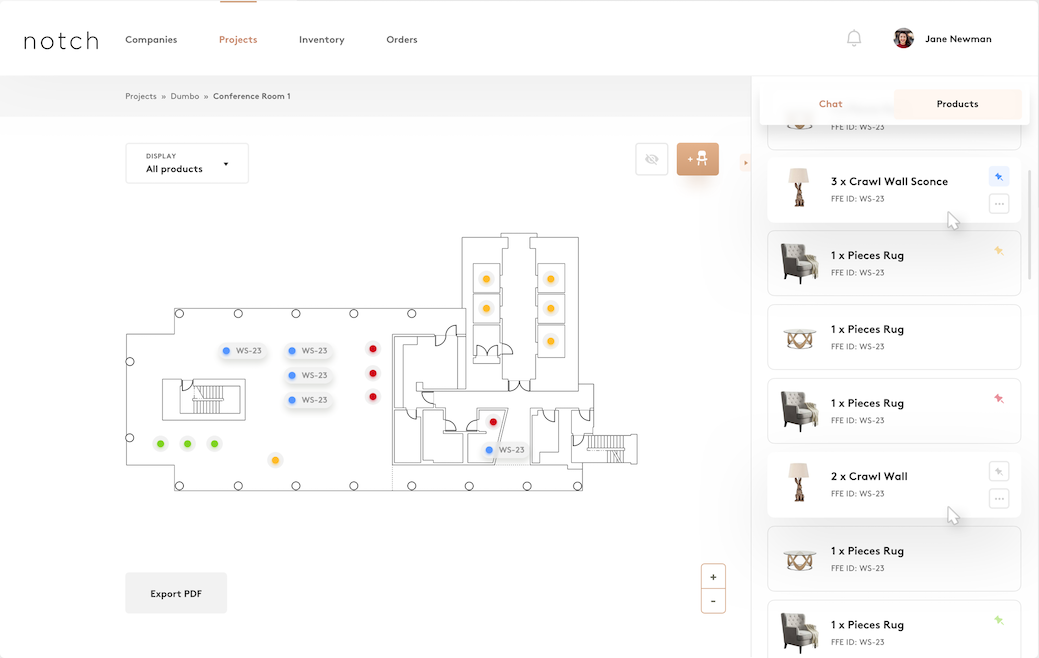 notch
Companies
Projects
Inventory
Orders
Jane Newman
Projects » Dumbo » Conference Room 1
Chat
Products
DISPLAY
All products
FFE ID: WS-23
3 x Crawl Wall Sconce
FFE ID: WS-23
1 x Pieces Rug
FFE ID: WS-23
1 x Pieces Rug
FFE ID: WS-23
1 x Pieces Rug
FFE ID: WS-23
2 x Crawl Wall
FFE ID: WS-23
1 x Pieces Rug
FFE ID: WS-23
1 x Pieces Rug
FFE ID: WS-23
WS-23
WS-23
WS-23
WS-23
WS-23
Export PDF
+
-